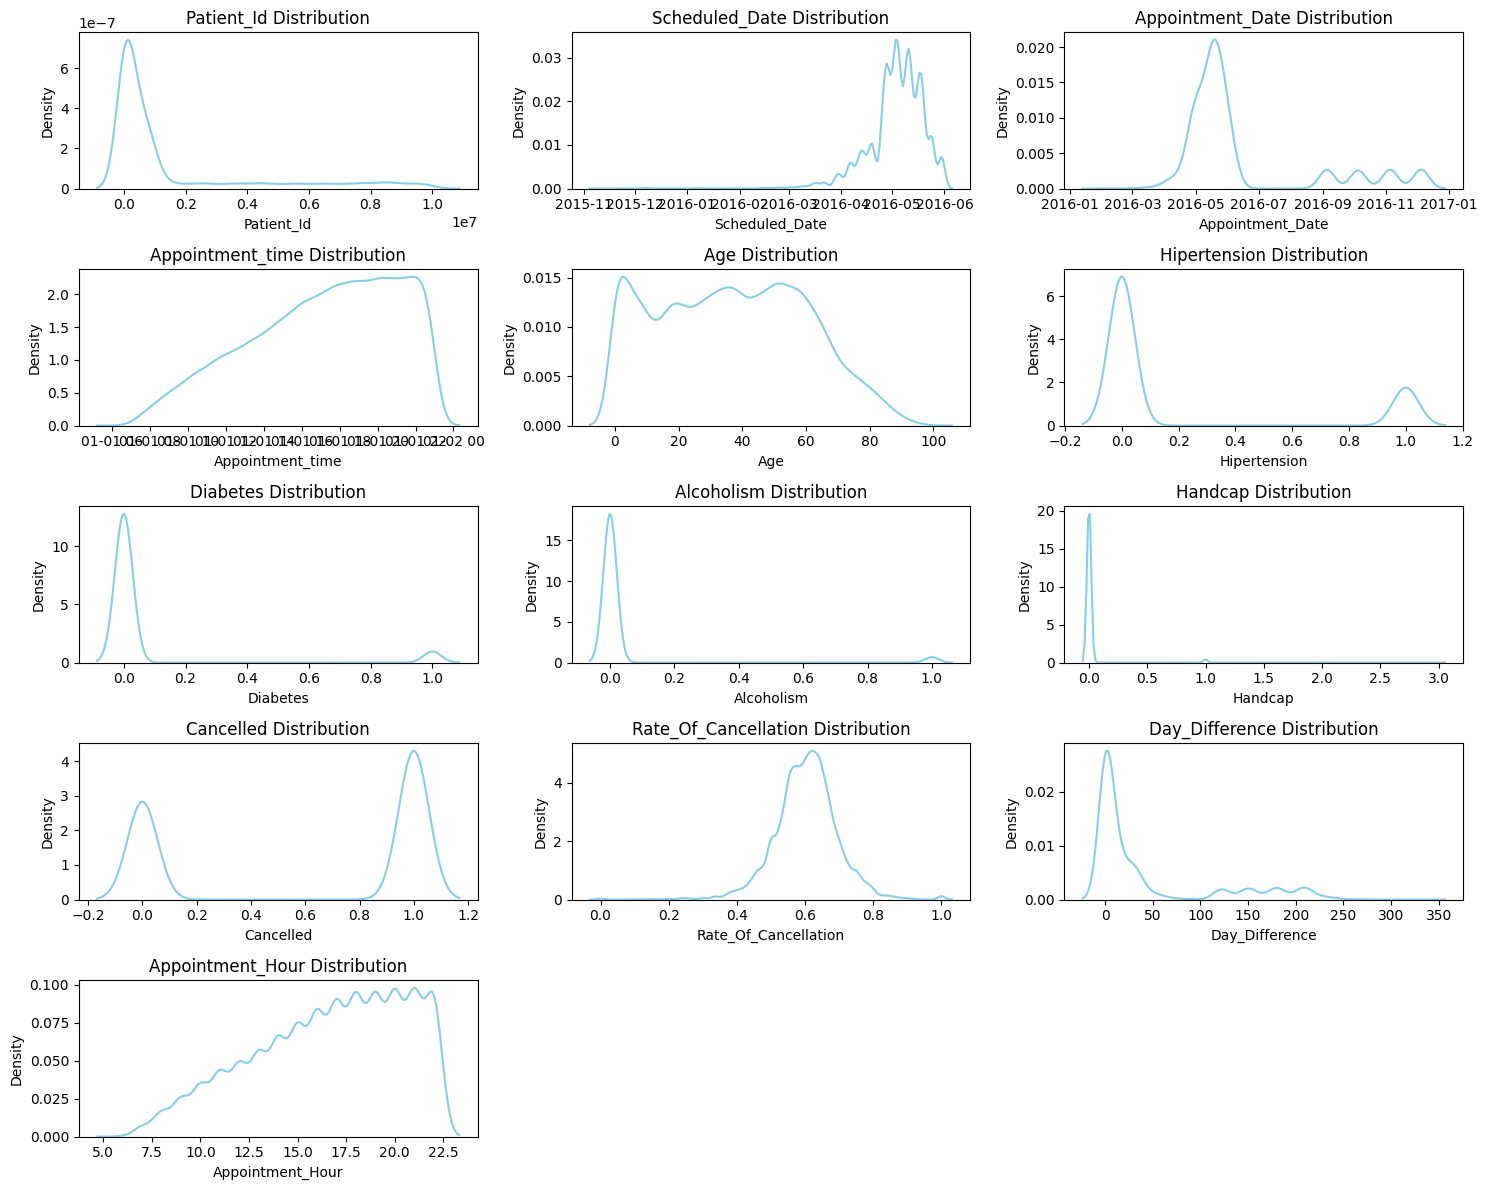 Patient_Id Distribution
1e−7
6
4
2
0
Density
0.0 0.2 0.4 0.6 0.8 1.0
1e7
Patient_Id
Scheduled_Date Distribution
0.03
0.02
0.01
0.00
Density
2015-11 2015-12 2016-01 2016-02 2016-03 2016-04 2016-05 2016-06
Scheduled_Date
Appointment_Date Distribution
0.020
0.015
0.010
0.005
0.000
Density
2016-01 2016-03 2016-05 2016-07 2016-09 2016-11 2017-01
Appointment_Date
Appointment_time Distribution
2.0
1.5
1.0
0.5
0.0
Density
Appointment_time
Age Distribution
0.015
0.010
0.005
0.000
Density
0 20 40 60 80 100
Age
Hipertension Distribution
6
4
2
0
Density
−0.2 0.0 0.2 0.4 0.6 0.8 1.0 1.2
Hipertension
Diabetes Distribution
10
5
0
Density
0.0 0.2 0.4 0.6 0.8 1.0
Diabetes
Alcoholism Distribution
15
10
5
0
Density
0.0 0.2 0.4 0.6 0.8 1.0
Alcoholism
Handcap Distribution
20
15
10
5
0
Density
0.0 0.5 1.0 1.5 2.0 2.5 3.0
Handcap
Cancelled Distribution
4
3
2
1
0
Density
−0.2 0.0 0.2 0.4 0.6 0.8 1.0 1.2
Cancelled
Rate_Of_Cancellation Distribution
4
2
0
Density
0.0 0.2 0.4 0.6 0.8 1.0
Rate_Of_Cancellation
Day_Difference Distribution
0.02
0.01
0.00
Density
0 50 100 150 200 250 300 350
Day_Difference
Appointment_Hour Distribution
0.100
0.075
0.050
0.025
0.000
Density
5.0 7.5 10.0 12.5 15.0 17.5 20.0 22.5
Appointment_Hour